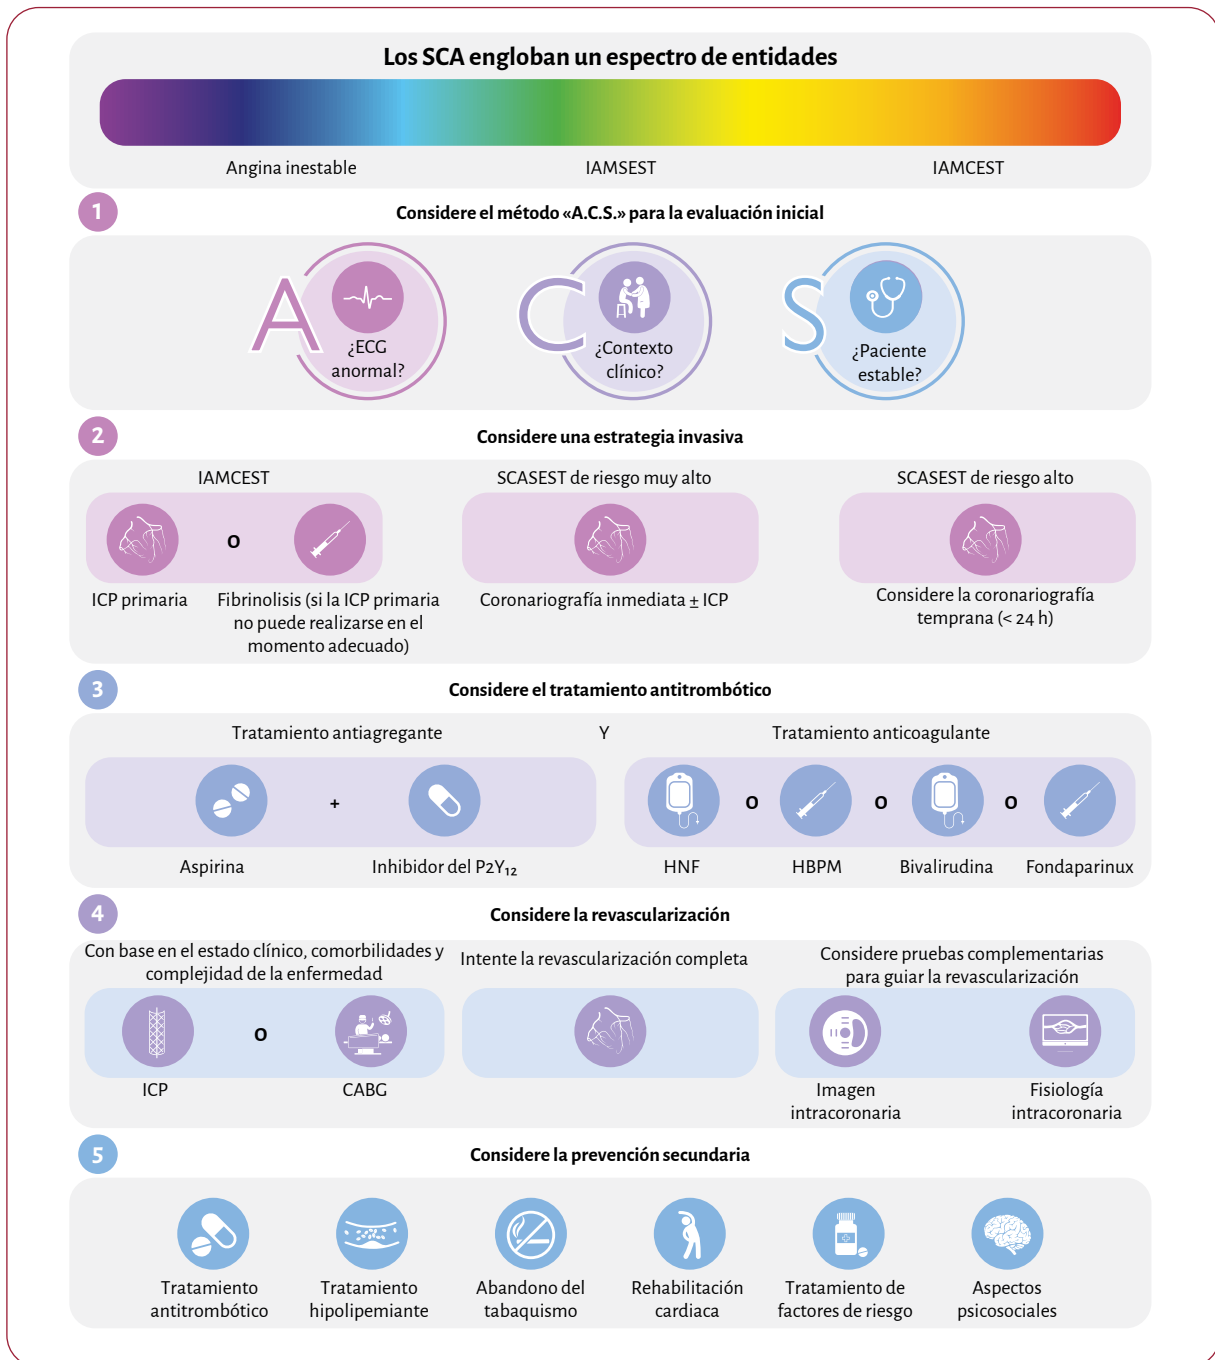 Los SCA engloban un espectro de entidades
Angina inestable
IAMSEST
IAMCEST
1
Considere el método «A.C.S.» para la evaluación inicial
A
¿ECG
anormal?
C
¿Contexto
clínico?
S
¿Paciente
estable?
2
Considere una estrategia invasiva
IAMCEST
O
ICP primaria
Fibrinolisis (si la ICP primaria
no puede realizarse en el
momento adecuado)
SCASEST de riesgo muy alto
Coronariografía inmediata ± ICP
SCASEST de riesgo alto
Considere la coronariografía
temprana (< 24 h)
3
Considere el tratamiento antitrombótico
Tratamiento antiagregante
Y
Tratamiento anticoagulante
+
O
O
O
Aspirina
Inhibidor del P2Y₁₂
HNF
HBPM
Bivalirudina
Fondaparinux
4
Considere la revascularización
Con base en el estado clínico, comorbilidades y
complejidad de la enfermedad
O
ICP
CABG
Intente la revascularización completa
Considere pruebas complementarias
para guiar la revascularización
Imagen
intracoronaria
Fisiología
intracoronaria
5
Considere la prevención secundaria
Tratamiento
antitrombótico
Tratamiento
hipolipemiante
Abandono del
tabaquismo
Rehabilitación
cardiaca
Tratamiento de
factores de riesgo
Aspectos
psicosociales